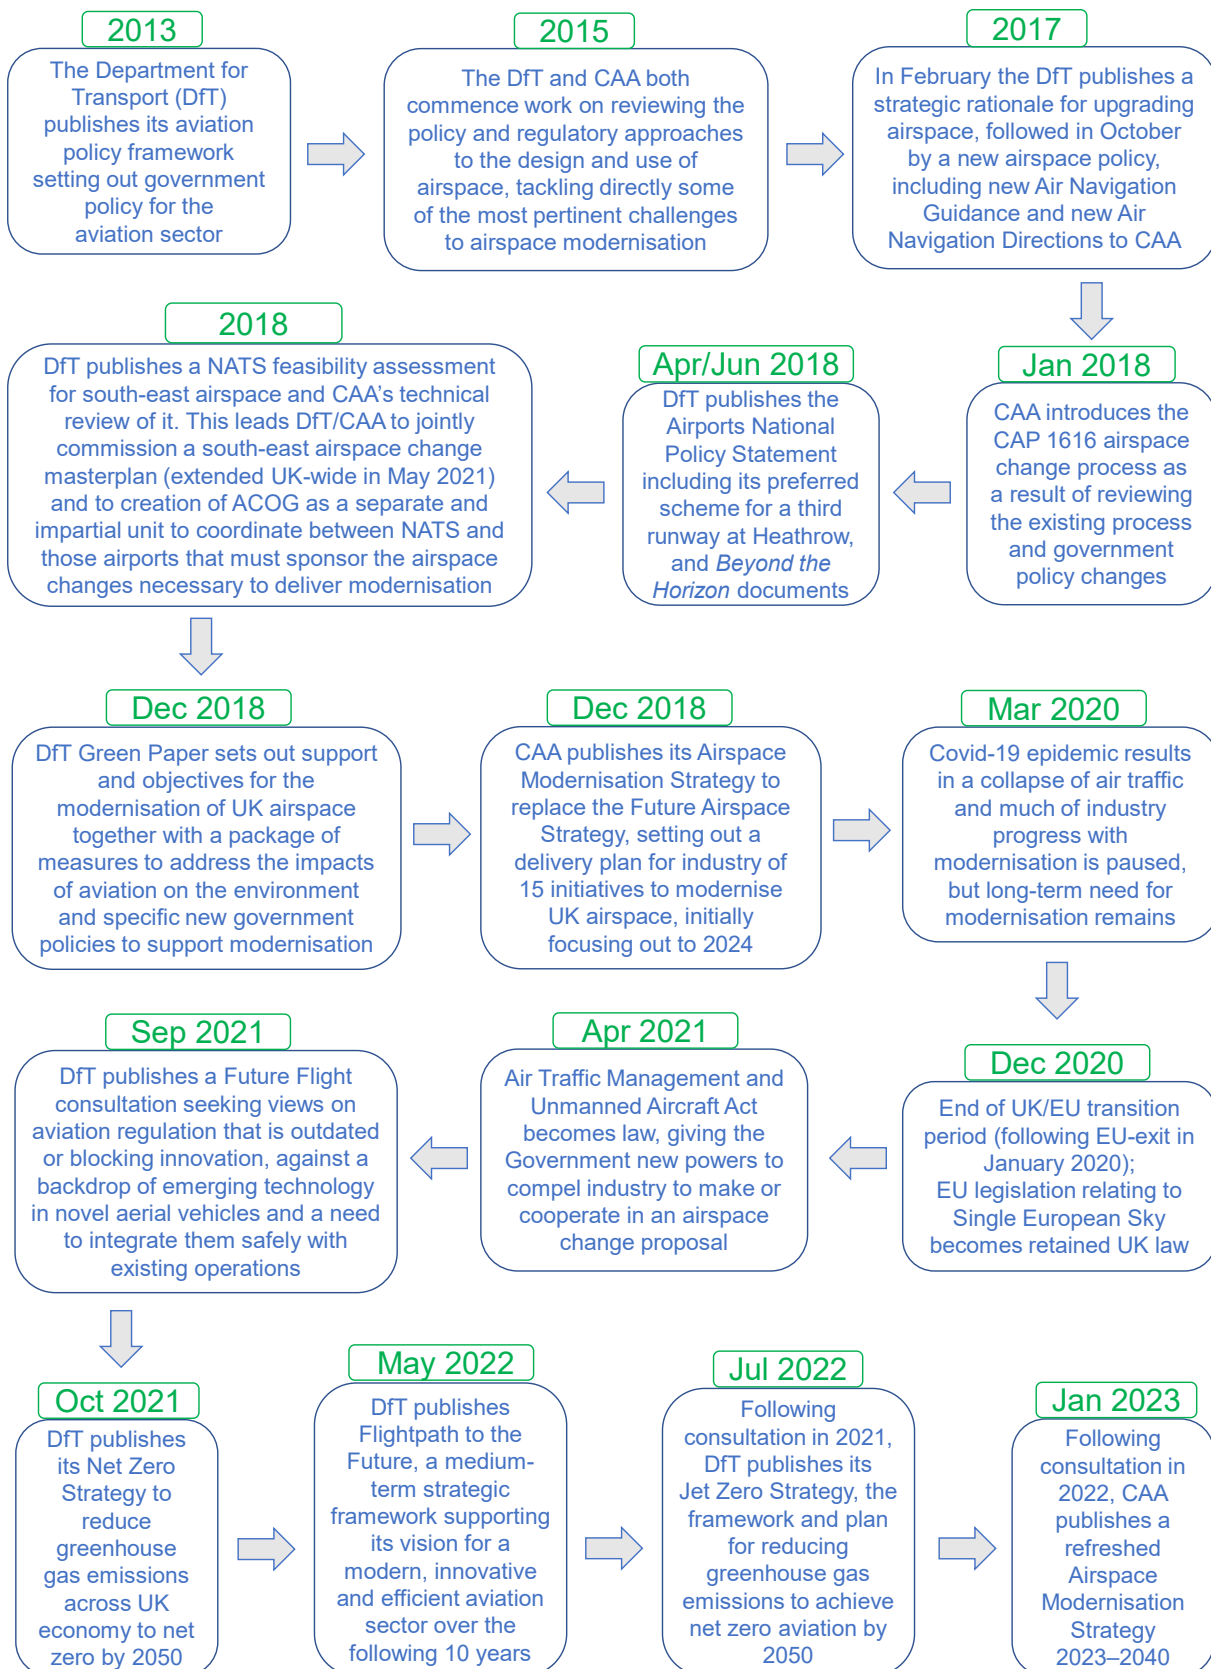 2013
The Department for
Transport (DfT)
publishes its aviation
policy framework
setting out government
policy for the
aviation sector
2015
The DfT and CAA both
commence work on reviewing the
policy and regulatory approaches
to the design and use of
airspace, tackling directly some
of the most pertinent challenges
to airspace modernisation
2017
In February the DfT publishes a
strategic rationale for upgrading
airspace, followed in October
by a new airspace policy,
including new Air Navigation
Guidance and new Air
Navigation Directions to CAA
Jan 2018
CAA introduces the
CAP 1616 airspace
change process as
a result of reviewing
the existing process
and government
policy changes
Apr/Jun 2018
DfT publishes the
Airports National
Policy Statement
including its preferred
scheme for a third
runway at Heathrow,
and Beyond the
Horizon documents
2018
DfT publishes a NATS feasibility assessment
for south-east airspace and CAA's technical
review of it. This leads DfT/CAA to jointly
commission a south-east airspace change
masterplan (extended UK-wide in May 2021)
and to creation of ACOG as a separate and
impartial unit to coordinate between NATS and
those airports that must sponsor the airspace
changes necessary to deliver modernisation
Dec 2018
DfT Green Paper sets out support
and objectives for the
modernisation of UK airspace
together with a package of
measures to address the impacts
of aviation on the environment
and specific new government
policies to support modernisation
Dec 2018
CAA publishes its Airspace
Modernisation Strategy to
replace the Future Airspace
Strategy, setting out a
delivery plan for industry of
15 initiatives to modernise
UK airspace, initially
focusing out to 2024
Mar 2020
Covid-19 epidemic results
in a collapse of air traffic
and much of industry
progress with
modernisation is paused,
but long-term need for
modernisation remains
Dec 2020
End of UK/EU transition
period (following EU-exit in
January 2020);
EU legislation relating to
Single European Sky
becomes retained UK law
Apr 2021
Air Traffic Management and
Unmanned Aircraft Act
becomes law, giving the
Government new powers to
compel industry to make or
cooperate in an airspace
change proposal
Sep 2021
DfT publishes a Future Flight
consultation seeking views on
aviation regulation that is outdated
or blocking innovation, against a
backdrop of emerging technology
in novel aerial vehicles and a need
to integrate them safely with
existing operations
Oct 2021
DfT publishes
its Net Zero
Strategy to
reduce
greenhouse
gas emissions
across UK
economy to net
zero by 2050
May 2022
DfT publishes
Flightpath to the
Future, a medium-
term strategic
framework supporting
its vision for a
modern, innovative
and efficient aviation
sector over the
following 10 years
Jul 2022
Following
consultation in 2021,
DfT publishes its
Jet Zero Strategy, the
framework and plan
for reducing
greenhouse gas
emissions to achieve
net zero aviation by
2050
Jan 2023
Following
consultation in
2022, CAA
publishes a
refreshed
Airspace
Modernisation
Strategy
2023–2040